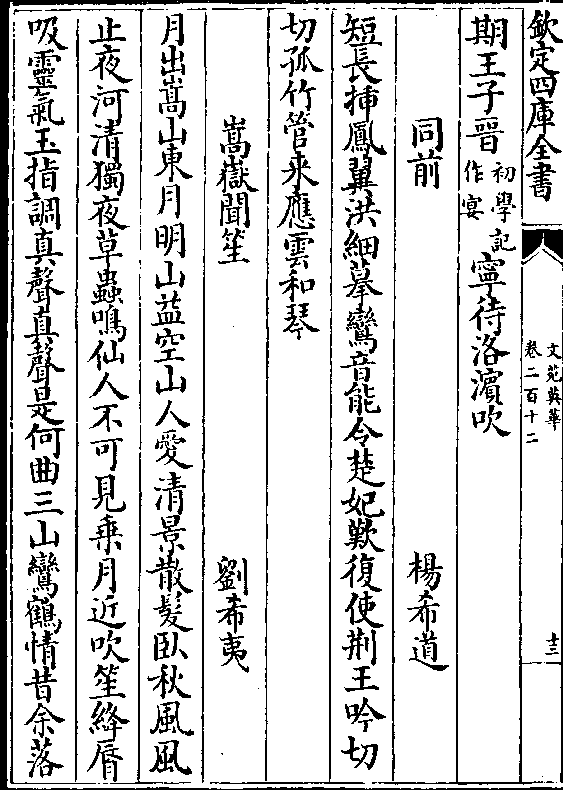 欽定四庫全書
文苑英華
卷二百十二
十三
期王子晉初學記作宴寧待洛濵吹
同前 楊希道
短長揷鳳翼洪細摹鸞音能令楚妃歎復使荆王吟切
切孤竹管来應雲和琴
嵩嶽聞笙 劉希夷
月出嵩山東月明山益空山人愛清景散髮臥秋風風
止夜河清獨夜草蟲鳴仙人不可見乗月近吹笙絳脣
吸靈氣玉指調真聲真聲是何曲三山鸞鶴情昔余落